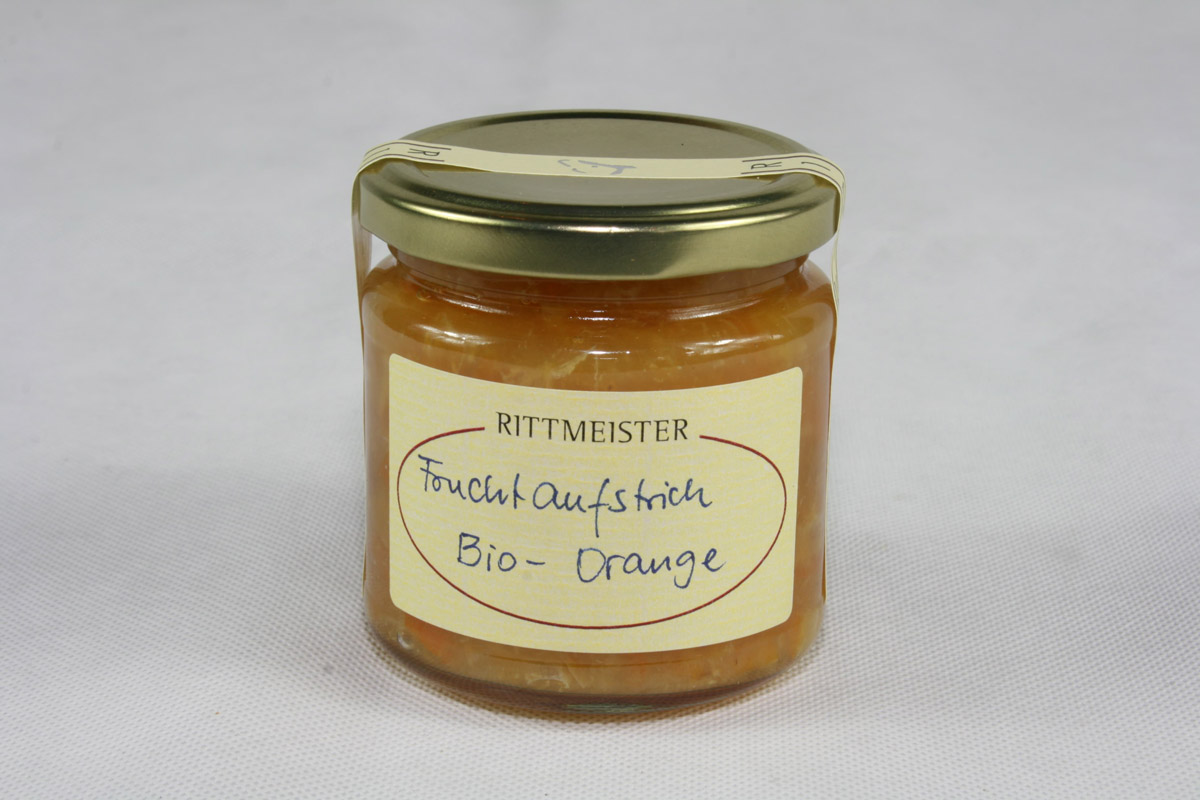 RITTMEISTER
Fruchtaufstrich
Bio- Orange